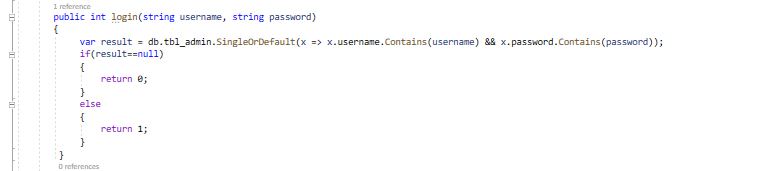 1 reference
public int login(string username, string password)
{
var result = db.tbl_admin.SingleOrDefault(x => x.username.Contains(username) && x.password.Contains(password));
if(result==null)
{
return 0;
}
else
{
return 1;
}
}
0 references